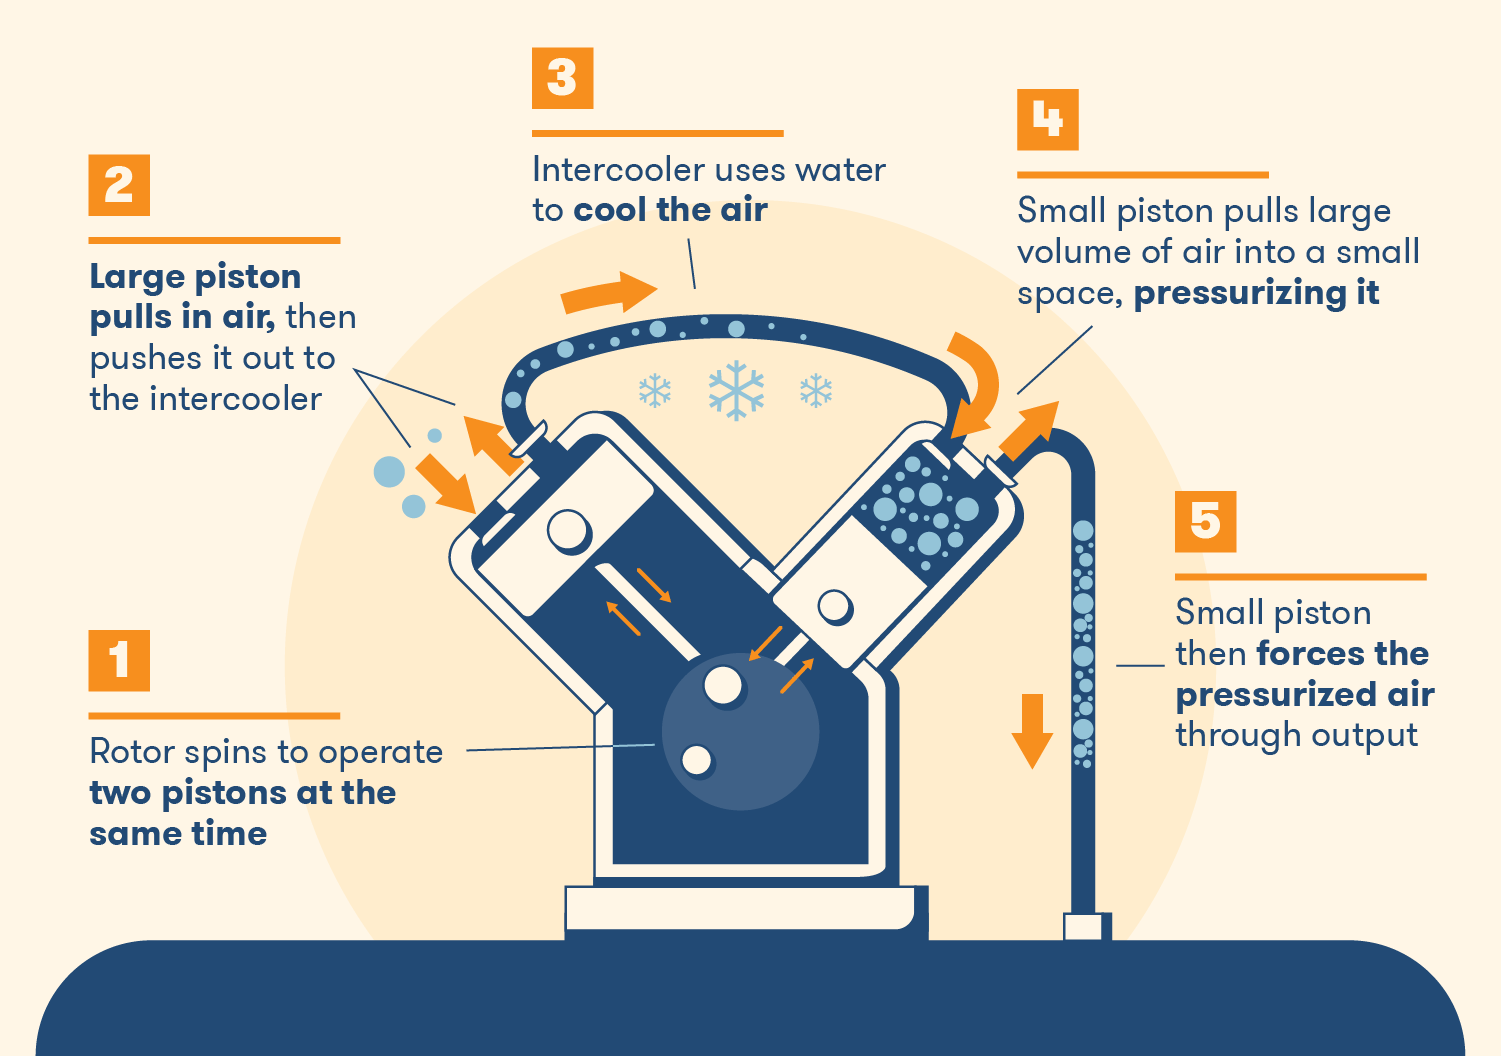 1
Rotor spins to operate
two pistons at the
same time
2
Large piston
pulls in air, then
pushes it out to
the intercooler
3
Intercooler uses water
to cool the air
4
Small piston pulls large
volume of air into a small
space, pressurizing it
5
Small piston
then forces the
pressurized air
through output